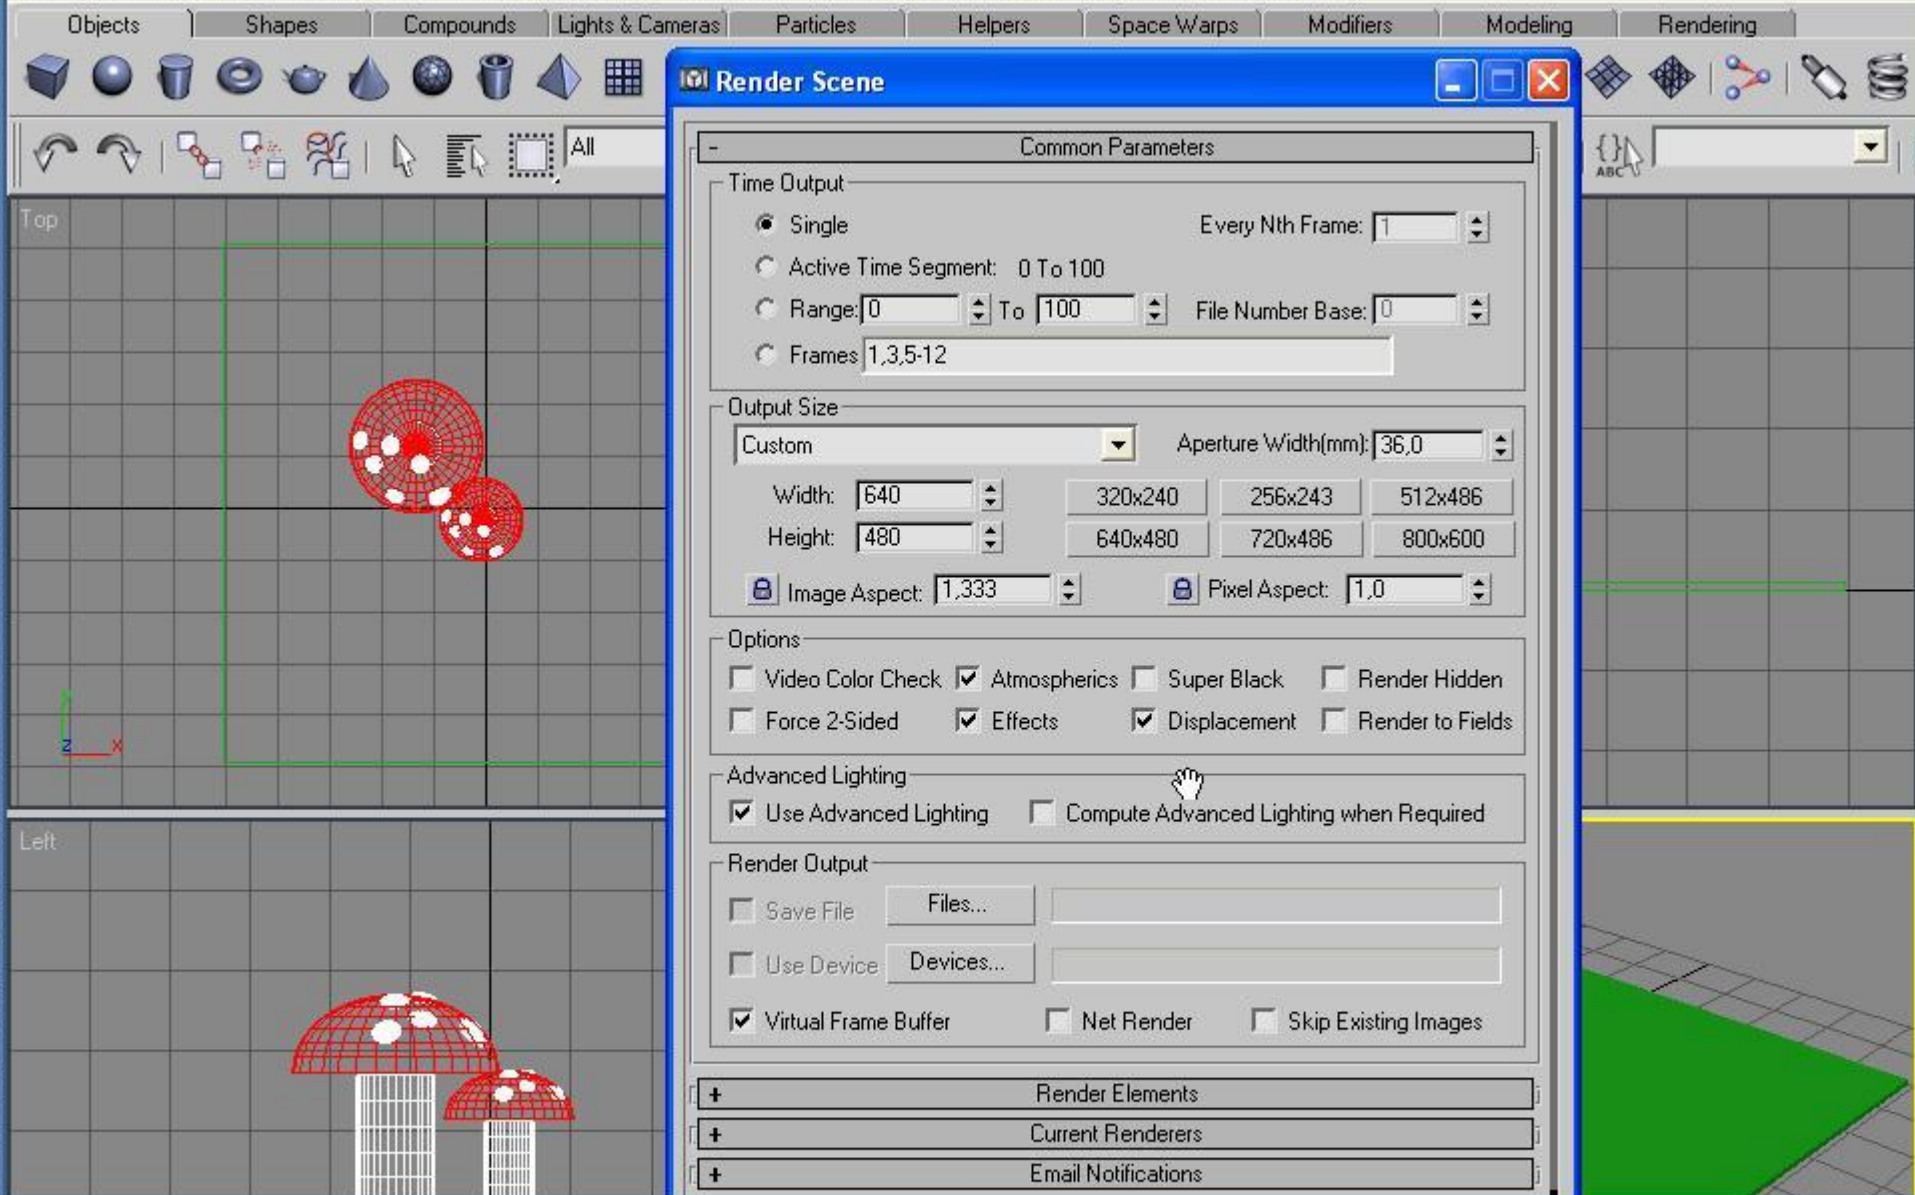 Objects Shapes Compounds Lights & Cameras Particles Helpers Space Warps Modifiers Modeling Rendering
Render Scene
All
ABC
Common Parameters
Top
Time Output
Single Every Nth Frame: 1
Active Time Segment: 0 To 100
Range: 0 To 100 File Number Base: 0
Frames 1,3,5-12
Output Size
Custom Aperture Width(mm): 36,0
Width: 640 320x240 256x243 512x486
Height: 480 640x480 720x486 800x600
Image Aspect: 1,333 Pixel Aspect: 1,0
Options
Video Color Check Atmospherics Super Black Render Hidden
Force 2-Sided Effects Displacement Render to Fields
z x
Advanced Lighting
Use Advanced Lighting Compute Advanced Lighting when Required
Left
Render Output
Save File Files...
Use Device Devices...
Virtual Frame Buffer Net Render Skip Existing Images
Render Elements
Current Renderers
Email Notifications